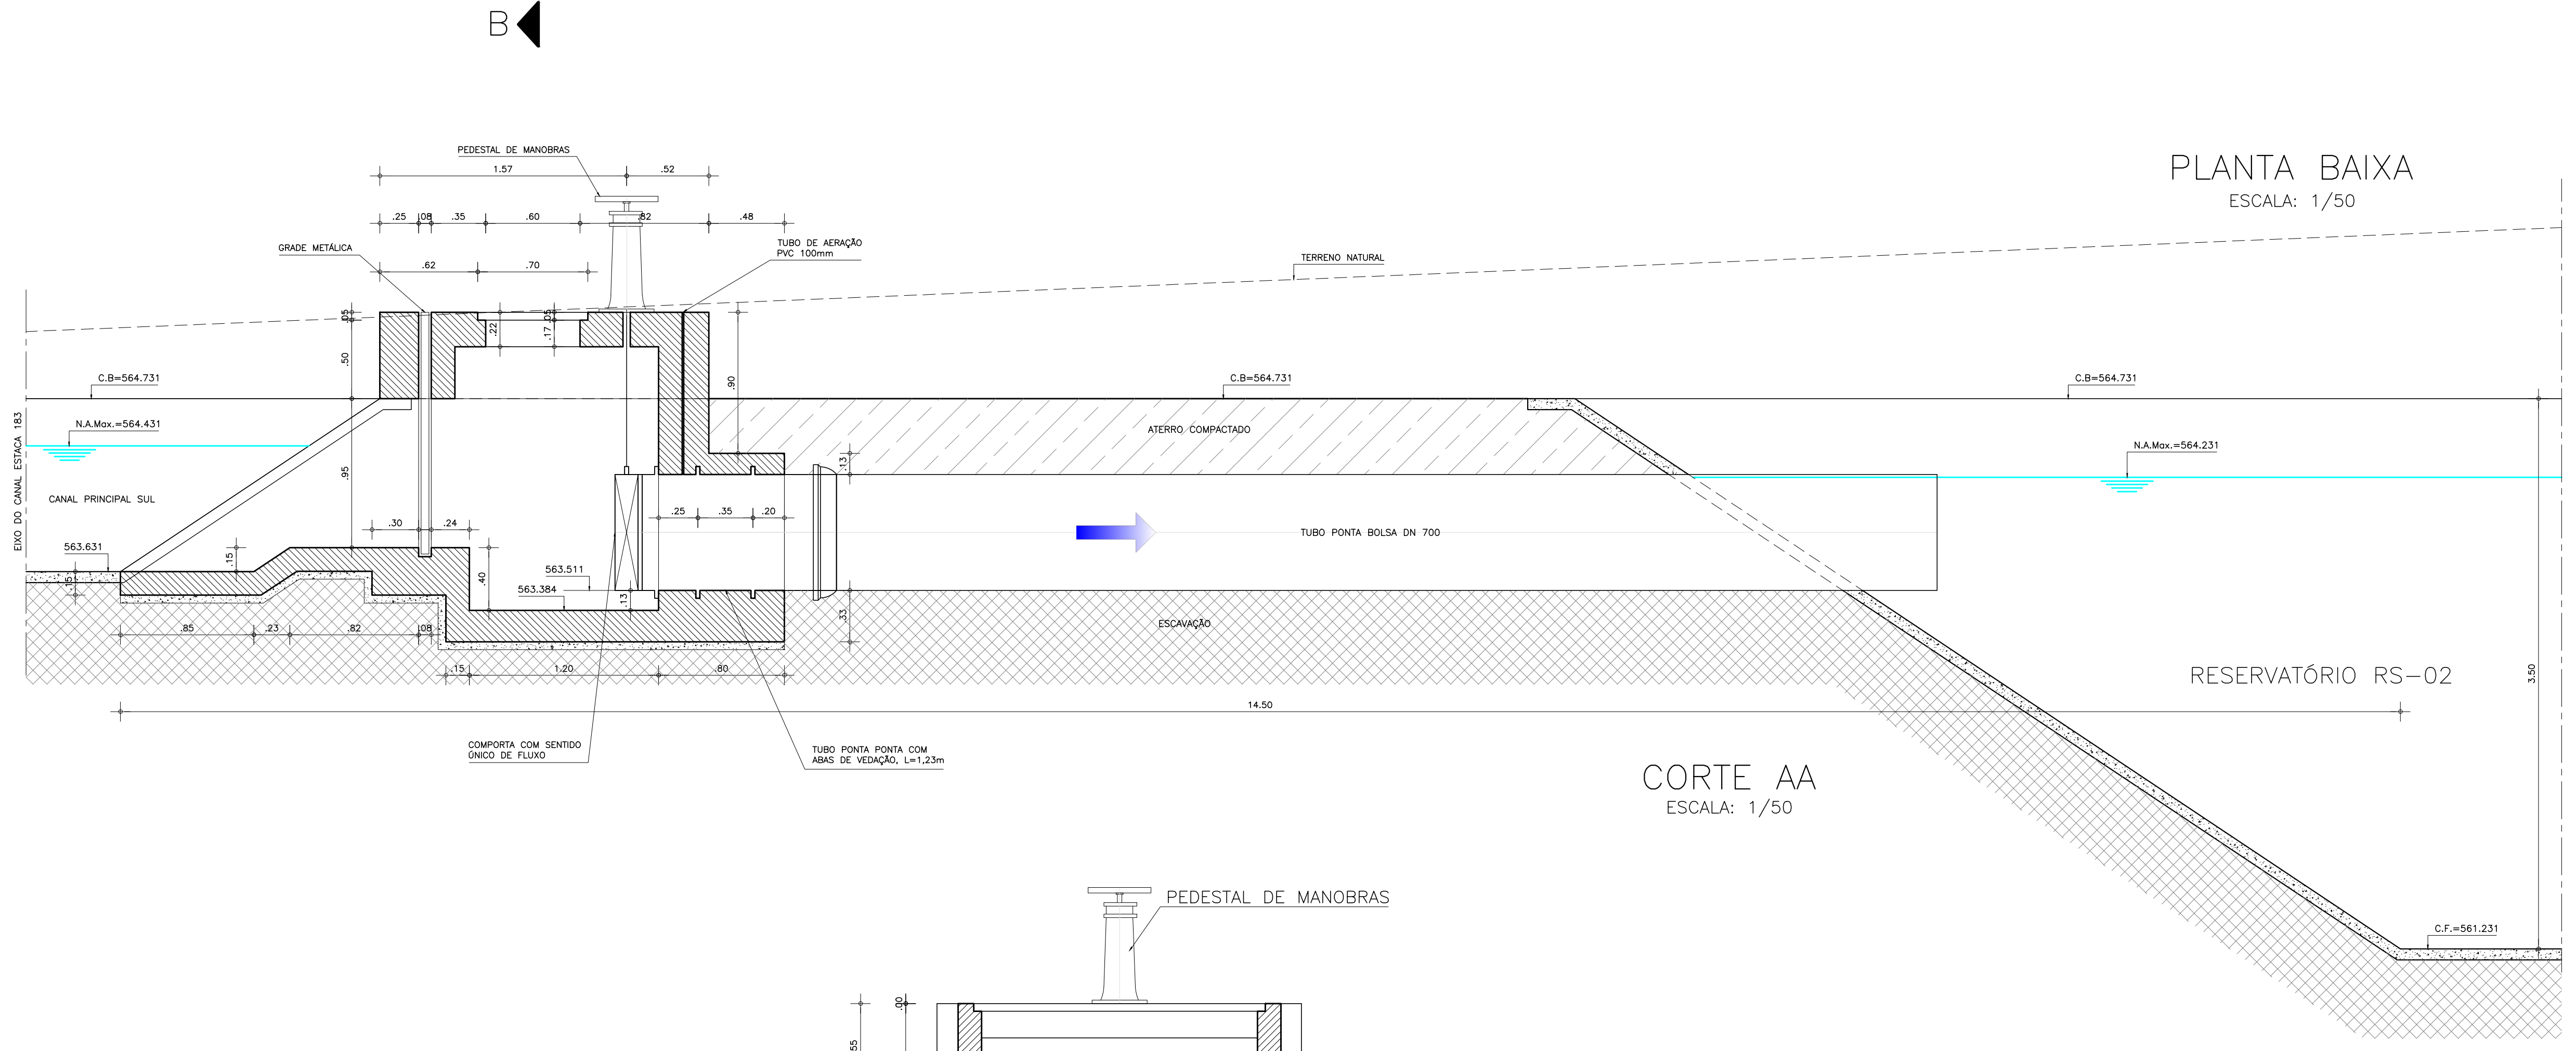 B
PLANTA BAIXA
ESCALA: 1/50
PEDESTAL DE MANOBRAS
1.57
.52
.25
.08
.35
.60
.82
.48
GRADE METÁLICA
TUBO DE AERAÇÃO
PVC 100mm
.62
.70
TERRENO NATURAL
.05
.22
.17
.05
.50
.90
C.B=564.731
C.B=564.731
C.B=564.731
N.A.Max.=564.431
ATERRO COMPACTADO
N.A.Max.=564.231
EIXO DO CANAL ESTACA 183
CANAL PRINCIPAL SUL
.95
.13
.30
.24
.25
.35
.20
TUBO PONTA BOLSA DN 700
563.631
.15
.15
.40
563.511
563.384
.13
.33
ESCAVAÇÃO
.85
.23
.82
.08
.15
1.20
.80
RESERVATÓRIO RS-02
3.50
14.50
COMPORTA COM SENTIDO
ÚNICO DE FLUXO
TUBO PONTA PONTA COM
ABAS DE VEDAÇÃO, L=1,23m
CORTE AA
ESCALA: 1/50
PEDESTAL DE MANOBRAS
C.F.=561.231
.00
55